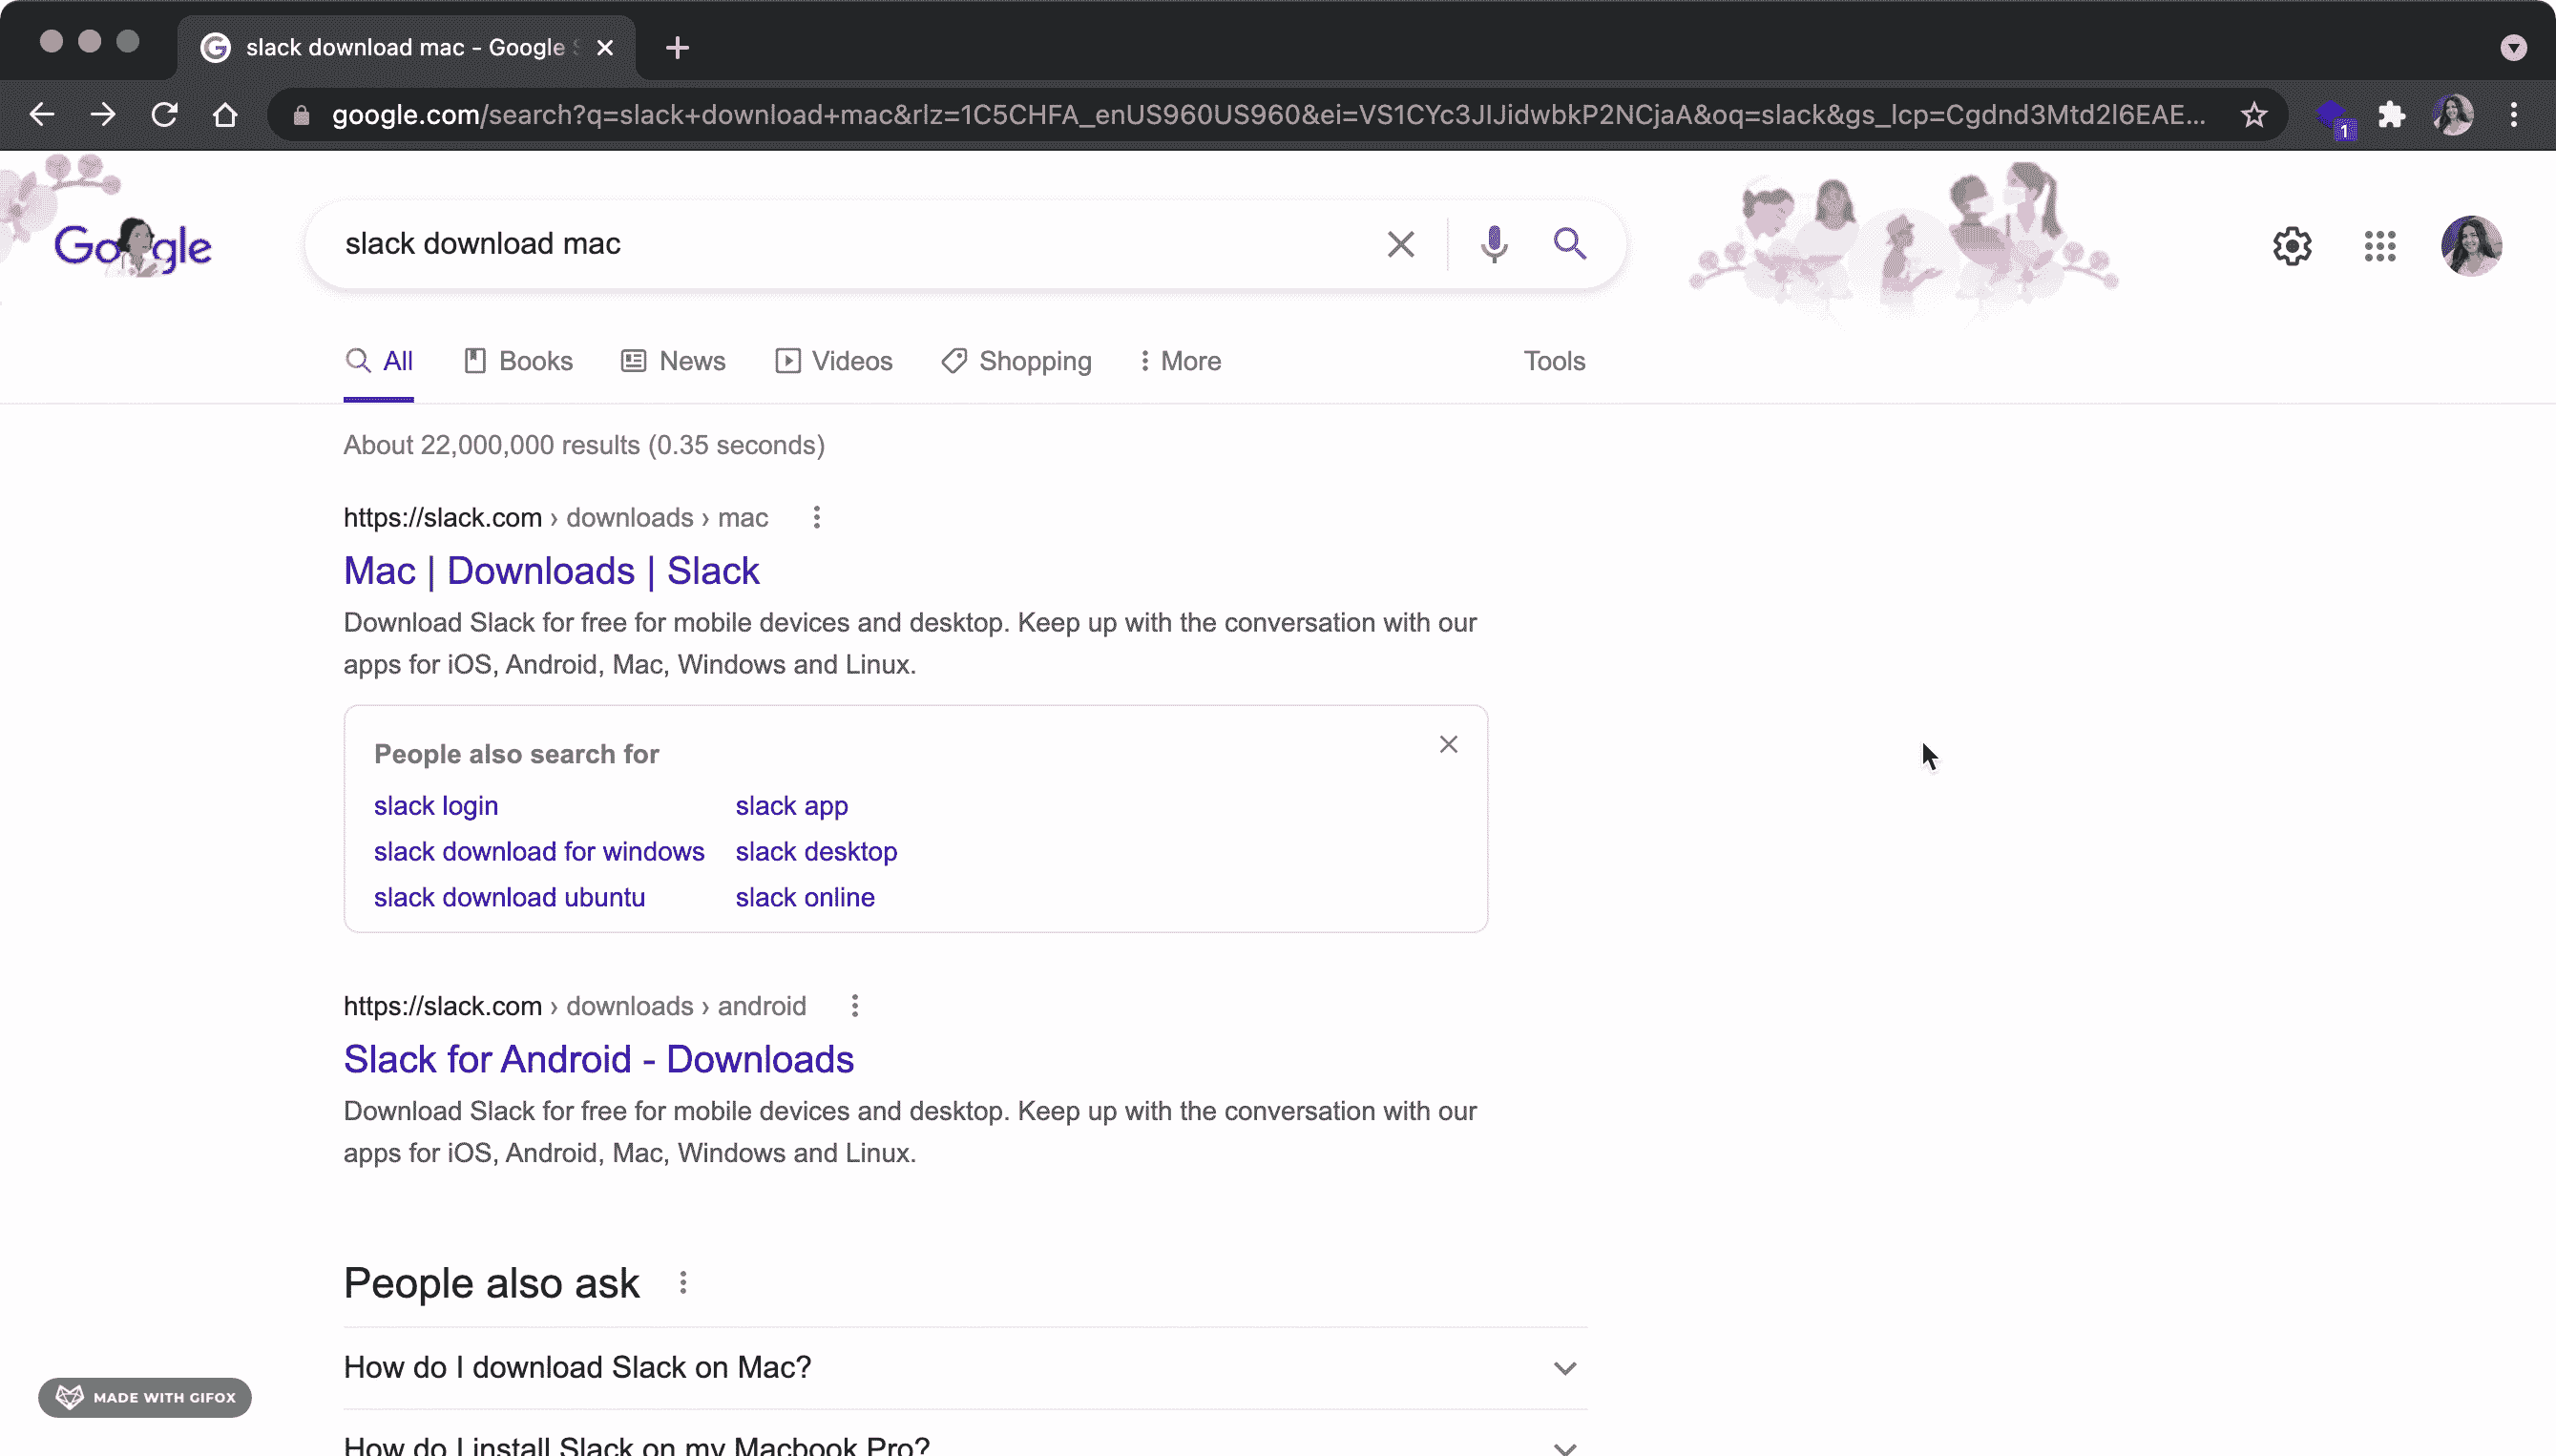 slack download mac - Google
google.com/search?q=slack+download+mac&rlz=1C5CHFA_enUS960US960&ei=VS1CYc3JIJidwbkP2NCjaA&oq=slack&gs_lcp=Cgdnd3Mtd2l6EAE...
1
Google
slack download mac
All
Books
News
Videos
Shopping
More
Tools
About 22,000,000 results (0.35 seconds)
https://slack.com › downloads › mac
Mac | Downloads | Slack
Download Slack for free for mobile devices and desktop. Keep up with the conversation with our
apps for iOS, Android, Mac, Windows and Linux.
People also search for
slack login
slack app
slack download for windows
slack desktop
slack download ubuntu
slack online
https://slack.com › downloads › android
Slack for Android - Downloads
Download Slack for free for mobile devices and desktop. Keep up with the conversation with our
apps for iOS, Android, Mac, Windows and Linux.
People also ask
How do I download Slack on Mac?
How do I install Slack on my Macbook Pro?
MADE WITH GIFOX